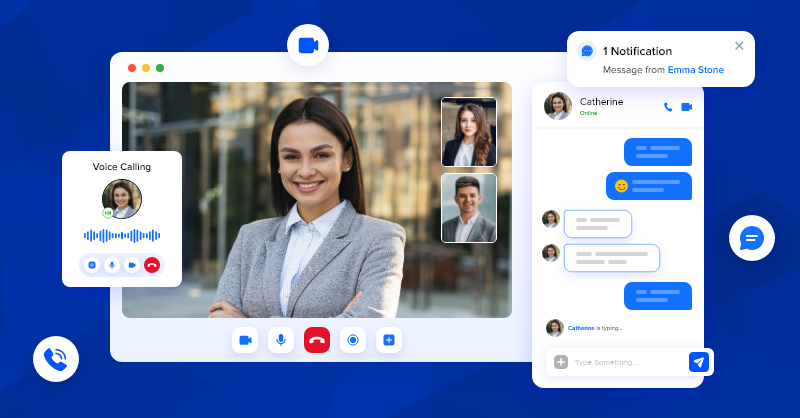 1 Notification
Message from Emma Stone
Catherine
Online
Voice Calling
Catherine is typing...
Type Something...